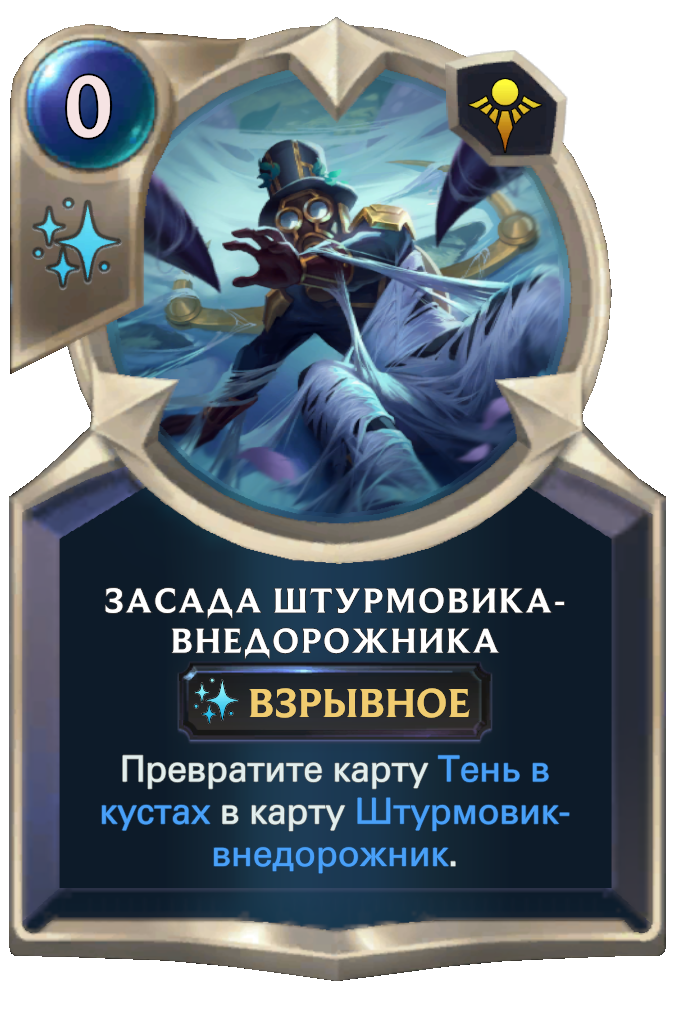 0
ЗАСАДА ШТУРМОВИКА-
ВНЕДОРОЖНИКА
ВЗРЫВНОЕ
Превратите карту Тень в
кустах в карту Штурмовик-
внедорожник.